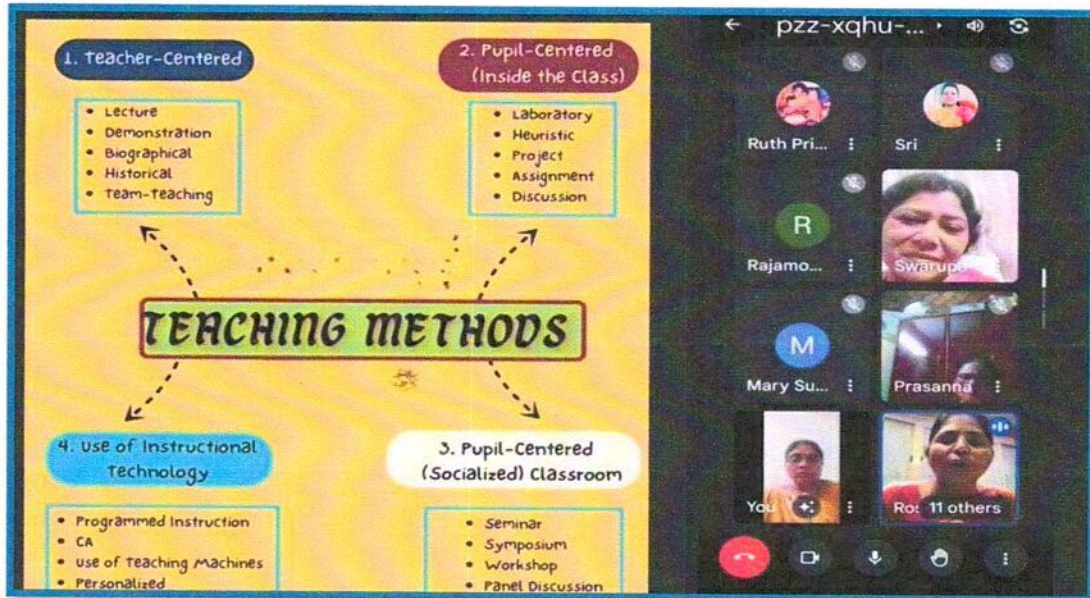 1. Teacher-Centered
• Lecture
• Demonstration
• Biographical
• Historical
• Team-Teaching
2. Pupil-Centered
(Inside the Class)
• Laboratory
• Heuristic
• Project
• Assignment
• Discussion
TEACHING METHODS
4. Use of Instructional
Technology
• Programmed Instruction
• CA
• Use of Teaching Machines
• Personalized
3. Pupil-Centered
(Socialized) Classroom
• Seminar
• Symposium
• Workshop
• Panel Discussion
pzz-xqhu-...
Ruth Pri...
Sri
R
Rajamo...
Swarupa
M
Mary Su...
Prasanna
You
Ros 11 others